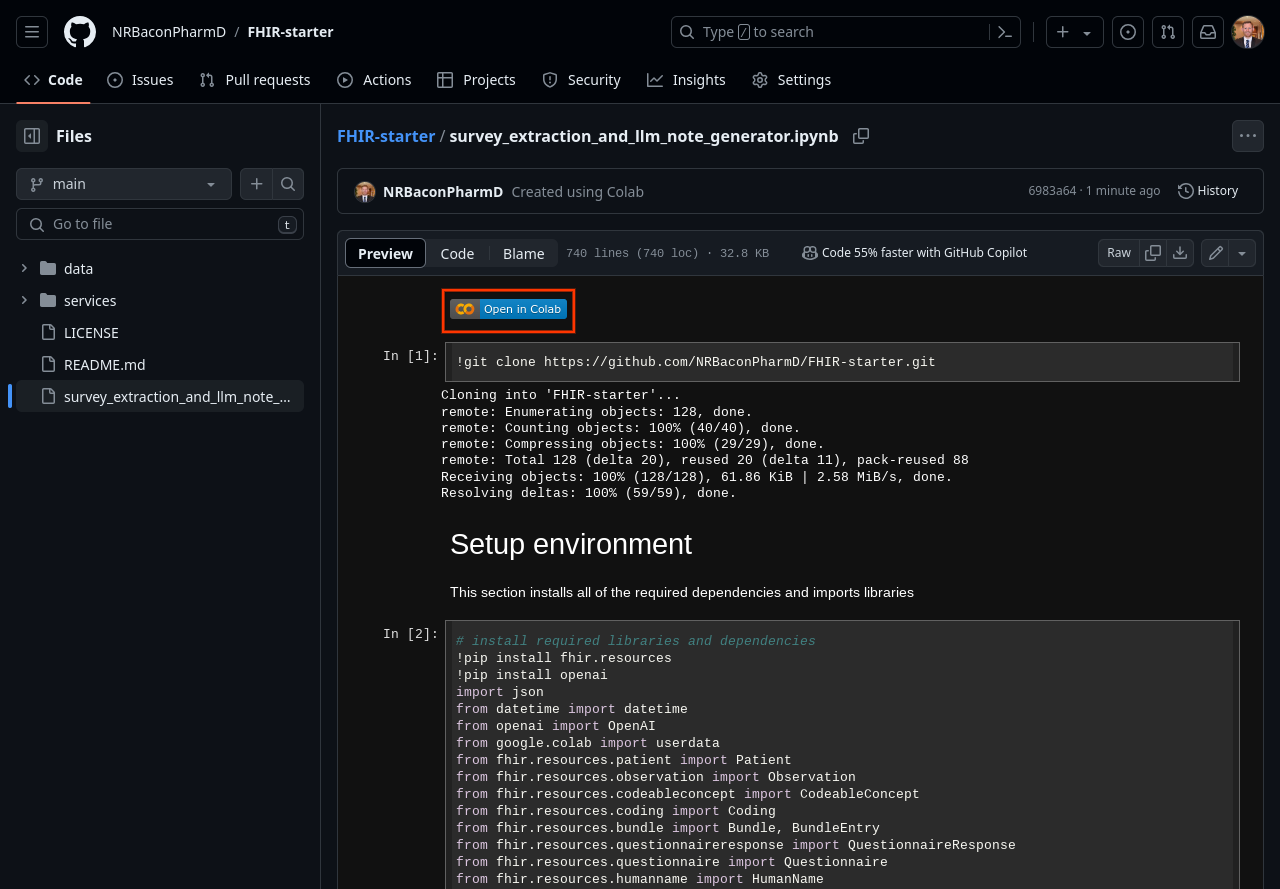 NRBaconPharmD / FHIR-starter
Type / to search
Code
Issues
Pull requests
Actions
Projects
Security
Insights
Settings
Files
main
Go to file
t
data
services
LICENSE
README.md
survey_extraction_and_llm_note_...
FHIR-starter / survey_extraction_and_llm_note_generator.ipynb
NRBaconPharmD Created using Colab
6983a64 · 1 minute ago
History
Preview
Code
Blame
740 lines (740 loc) · 32.8 KB
Code 55% faster with GitHub Copilot
Raw
Open in Colab
In [1]:
!git clone https://github.com/NRBaconPharmD/FHIR-starter.git
Cloning into 'FHIR-starter'...
remote: Enumerating objects: 128, done.
remote: Counting objects: 100% (40/40), done.
remote: Compressing objects: 100% (29/29), done.
remote: Total 128 (delta 20), reused 20 (delta 11), pack-reused 88
Receiving objects: 100% (128/128), 61.86 KiB | 2.58 MiB/s, done.
Resolving deltas: 100% (59/59), done.
Setup environment
This section installs all of the required dependencies and imports libraries
In [2]:
# install required libraries and dependencies
!pip install fhir.resources
!pip install openai
import json
from datetime import datetime
from openai import OpenAI
from google.colab import userdata
from fhir.resources.patient import Patient
from fhir.resources.observation import Observation
from fhir.resources.codeableconcept import CodeableConcept
from fhir.resources.coding import Coding
from fhir.resources.bundle import Bundle, BundleEntry
from fhir.resources.questionnaireresponse import QuestionnaireResponse
from fhir.resources.questionnaire import Questionnaire
from fhir.resources.humanname import HumanName